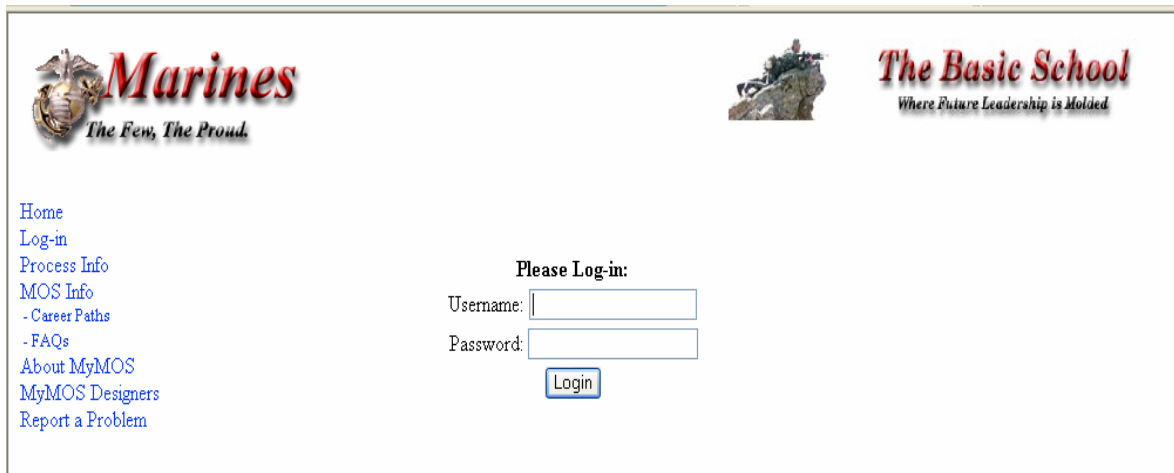 Marines
The Few, The Proud.
The Basic School
Where Future Leadership is Molded
Home
Log-in
Process Info
MOS Info
- Career Paths
- FAQs
About MyMOS
MyMOS Designers
Report a Problem
Please Log-in:
Username:
Password:
Login